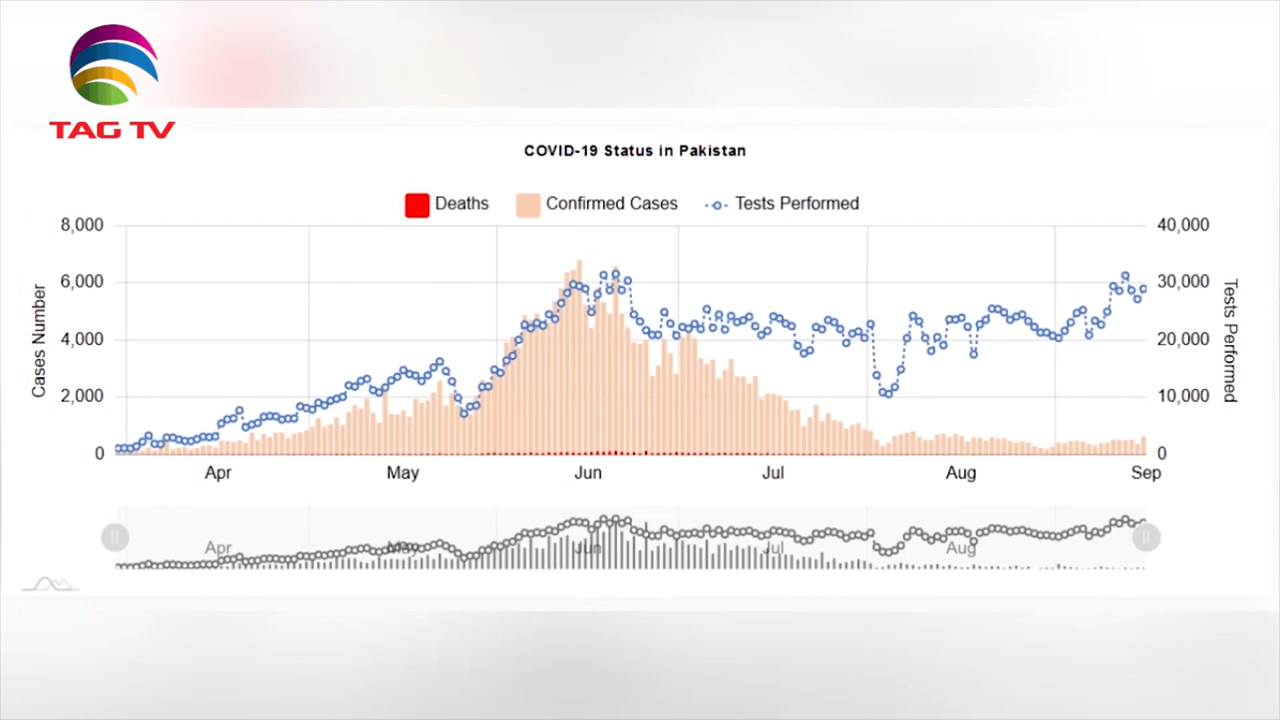 TAG TV
COVID-19 Status in Pakistan
Deaths Confirmed Cases Tests Performed
8,000 40,000
6,000 30,000
4,000 20,000
2,000 10,000
0 0
Cases Number
Tests Performed
Apr May Jun Jul Aug Sep
Apr May Jun Jul Aug